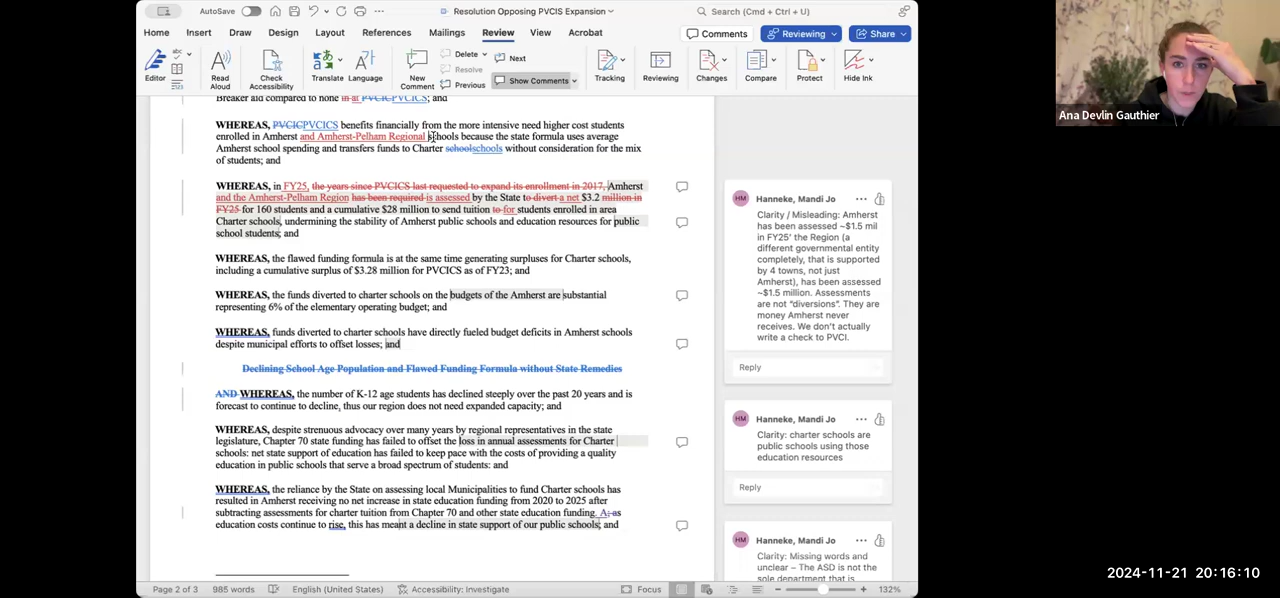 AutoSave
Resolution Opposing PVCIS Expansion
Search (Cmd + Ctrl + U)
Home Insert Draw Design Layout References Mailings Review View Acrobat
Comments Reviewing Share
Editor Read Aloud Check Accessibility Translate Language New Comment Delete Resolve Previous Next Show Comments Tracking Reviewing Changes Compare Protect Hide Ink
Breaker aid compared to none in at PVCICPVCICS; and
WHEREAS, PVCICPVCICS benefits financially from the more intensive need higher cost students
enrolled in Amherst and Amherst-Pelham Regional schools because the state formula uses average
Amherst school spending and transfers funds to Charter schoolschools without consideration for the mix
of students; and
WHEREAS, in FY25, the years since PVCICS last requested to expand its enrollment in 2017, Amherst
and the Amherst-Pelham Region has been required is assessed by the State to divert a net $3.2 million in
FY25 for 160 students and a cumulative $28 million to send tuition to for students enrolled in area
Charter schools, undermining the stability of Amherst public schools and education resources for public
school students; and
WHEREAS, the flawed funding formula is at the same time generating surpluses for Charter schools,
including a cumulative surplus of $3.28 million for PVCICS as of FY23; and
WHEREAS, the funds diverted to charter schools on the budgets of the Amherst are substantial
representing 6% of the elementary operating budget; and
WHEREAS, funds diverted to charter schools have directly fueled budget deficits in Amherst schools
despite municipal efforts to offset losses; and
Declining School Age Population and Flawed Funding Formula without State Remedies
AND WHEREAS, the number of K-12 age students has declined steeply over the past 20 years and is
forecast to continue to decline, thus our region does not need expanded capacity; and
WHEREAS, despite strenuous advocacy over many years by regional representatives in the state
legislature, Chapter 70 state funding has failed to offset the loss in annual assessments for Charter
schools: net state support of education has failed to keep pace with the costs of providing a quality
education in public schools that serve a broad spectrum of students: and
WHEREAS, the reliance by the State on assessing local Municipalities to fund Charter schools has
resulted in Amherst receiving no net increase in state education funding from 2020 to 2025 after
subtracting assessments for charter tuition from Chapter 70 and other state education funding. A; as
education costs continue to rise, this has meant a decline in state support of our public schools; and
Hanneke, Mandi Jo
Clarity / Misleading: Amherst
has been assessed ~$1.5 mil
in FY25' the Region (a
different governmental entity
completely, that is supported
by 4 towns, not just
Amherst), has been assessed
~$1.5 million. Assessments
are not "diversions". They are
money Amherst never
receives. We don't actually
write a check to PVCI.
Reply
HM Hanneke, Mandi Jo
Clarity: charter schools are
public schools using those
education resources
Reply
HM Hanneke, Mandi Jo
Clarity: Missing words and
unclear – The ASD is not the
sole department that is
Page 2 of 3 985 words English (United States) Accessibility: Investigate Focus 132%
Ana Devlin Gauthier
2024-11-21 20:16:10